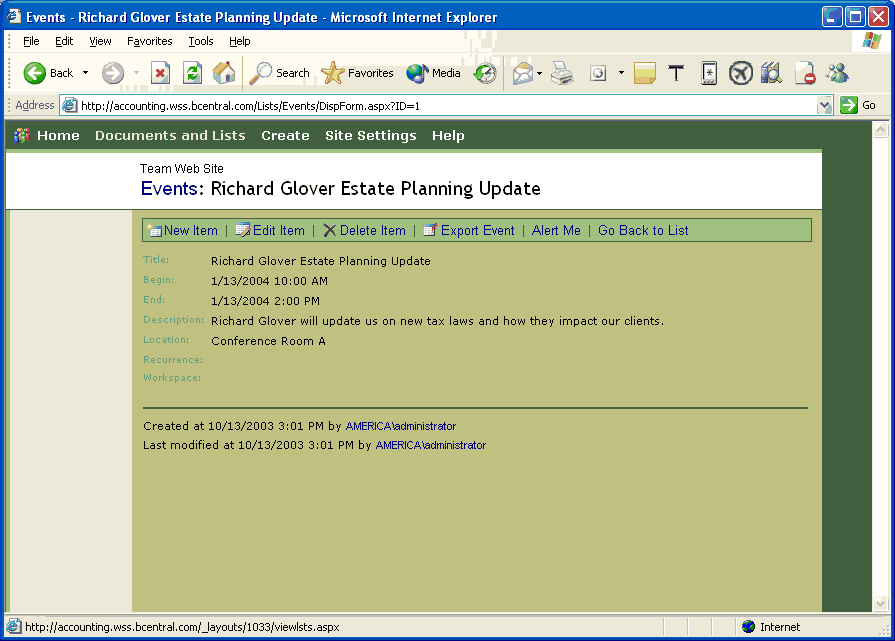 Events - Richard Glover Estate Planning Update - Microsoft Internet Explorer
File Edit View Favorites Tools Help
Back Search Favorites Media
Address http://accounting.wss.bcentral.com/Lists/Events/DispForm.aspx?ID=1 Go
Home Documents and Lists Create Site Settings Help
Team Web Site
Events: Richard Glover Estate Planning Update
New Item | Edit Item | Delete Item | Export Event | Alert Me | Go Back to List
Title: Richard Glover Estate Planning Update
Begin: 1/13/2004 10:00 AM
End: 1/13/2004 2:00 PM
Description: Richard Glover will update us on new tax laws and how they impact our clients.
Location: Conference Room A
Recurrence:
Workspace:
Created at 10/13/2003 3:01 PM by AMERICA\administrator
Last modified at 10/13/2003 3:01 PM by AMERICA\administrator
http://accounting.wss.bcentral.com/_layouts/1033/viewlsts.aspx Internet